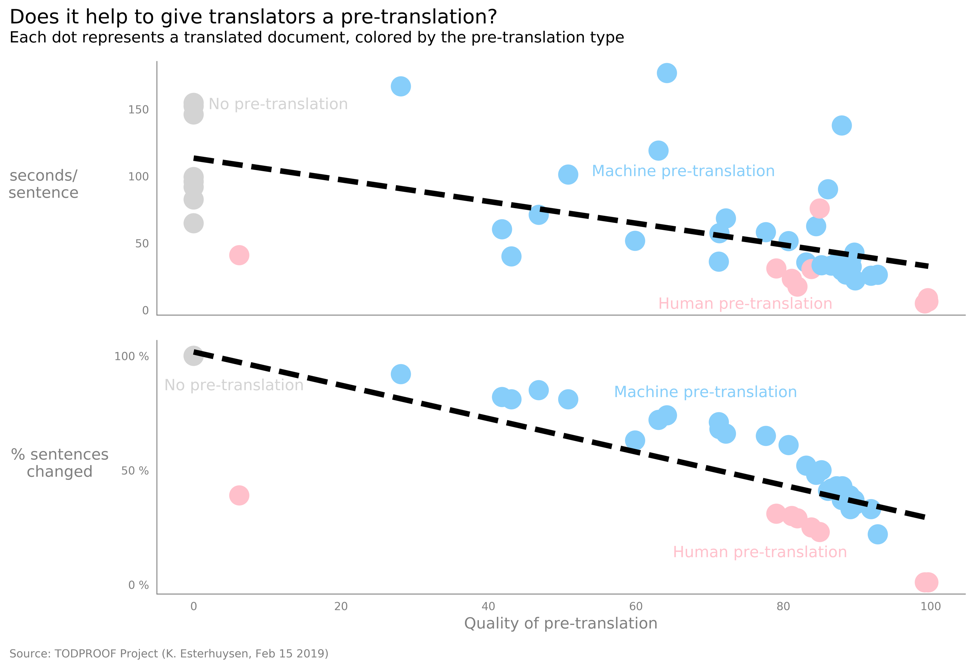 Does it help to give translators a pre-translation?
Each dot represents a translated document, colored by the pre-translation type
150
100
50
0
seconds/
sentence
No pre-translation
Machine pre-translation
Human pre-translation
100 %
50 %
0 %
% sentences
changed
No pre-translation
Machine pre-translation
Human pre-translation
0 20 40 60 80 100
Quality of pre-translation
Source: TODPROOF Project (K. Esterhuysen, Feb 15 2019)